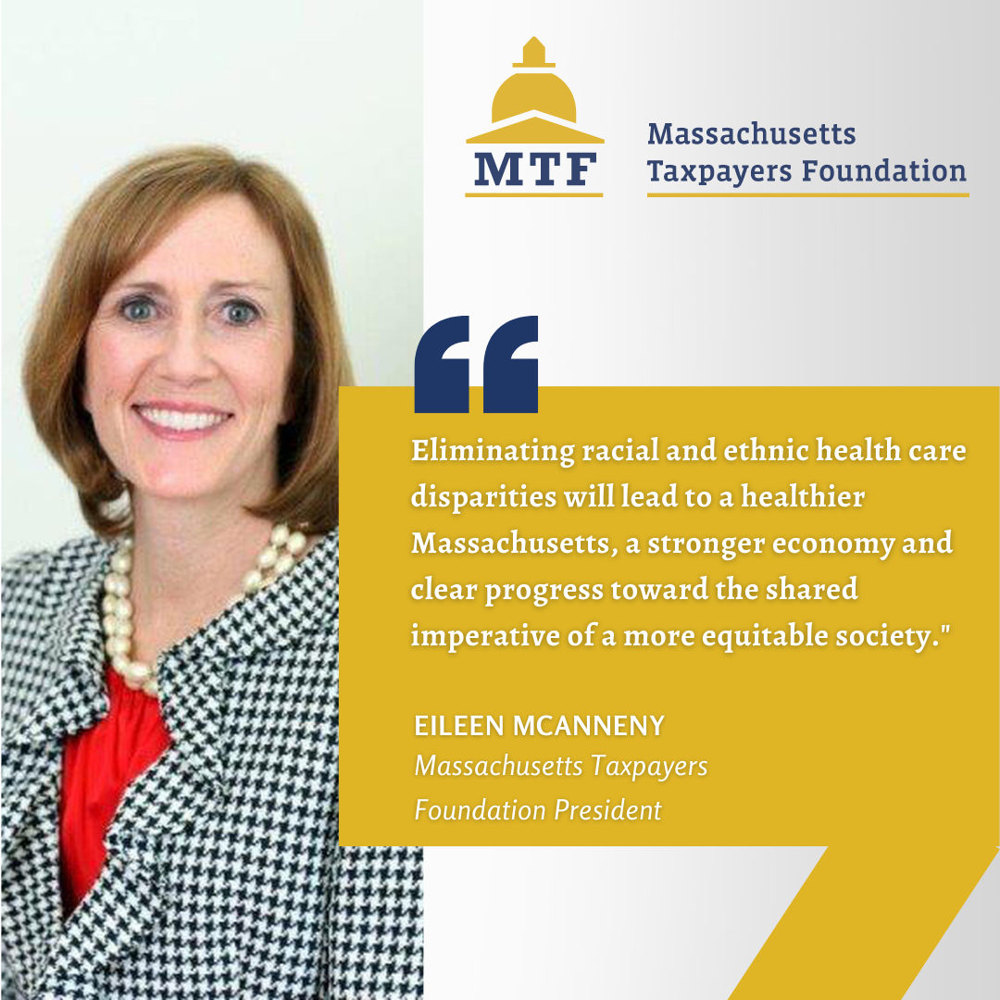 MTF
Massachusetts
Taxpayers Foundation
Eliminating racial and ethnic health care
disparities will lead to a healthier
Massachusetts, a stronger economy and
clear progress toward the shared
imperative of a more equitable society."
EILEEN MCANNENY
Massachusetts Taxpayers
Foundation President